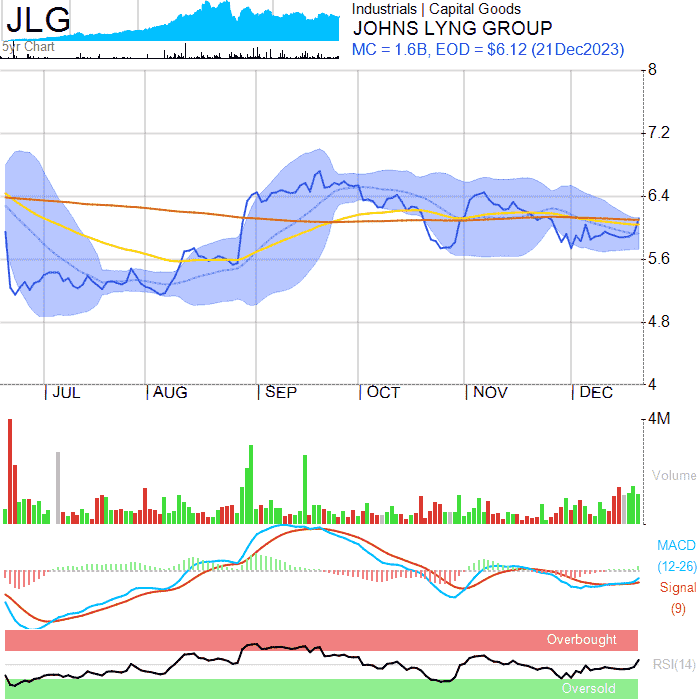 JLG
5yr Chart
Industrials | Capital Goods
JOHNS LYNG GROUP
MC = 1.6B, EOD = $6.12 (21Dec2023)
8
7.2
6.4
5.6
4.8
4
JUL AUG SEP OCT NOV DEC
4M
Volume
MACD
(12-26)
Signal
(9)
Overbought
RSI(14)
Oversold